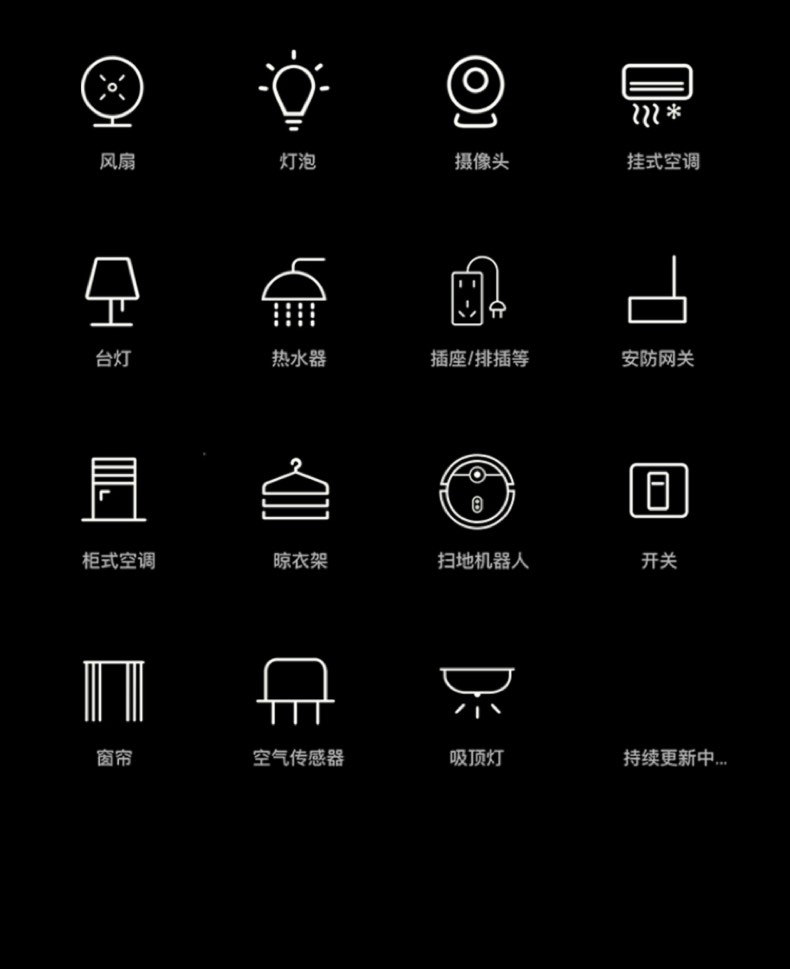 风扇
灯泡
摄像头
挂式空调
台灯
热水器
插座/排插等
安防网关
柜式空调
晾衣架
扫地机器人
开关
窗帘
空气传感器
吸顶灯
持续更新中...